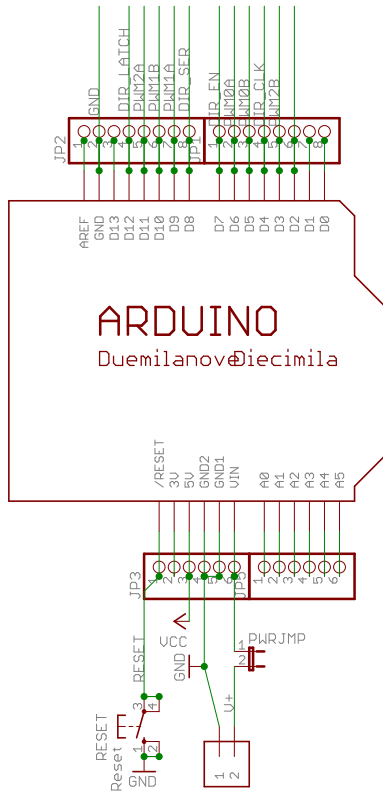 GND
DIR_LATCH
PWM2A
PWM1B
PWM1A
DIR_SER
DIR_EN
PWM0A
PWM0B
DIR_CLK
PWM2B
JP2
1 2 3 4 5 6 7 8
JP1
1 2 3 4 5 6 7 8
AREF
GND
D13
D12
D11
D10
D9
D8
D7
D6
D5
D4
D3
D2
D1
D0
ARDUINO
Duemilanove Diecimila
/RESET
3V
5V
GND2
GND1
VIN
A0
A1
A2
A3
A4
A5
JP3
1 2 3 4 5 6
JP5
1 2 3 4 5 6
VCC
GND
1
2
PWRJMP
RESET
V+
3 4
RESET
Reset
1 2
GND
1 2